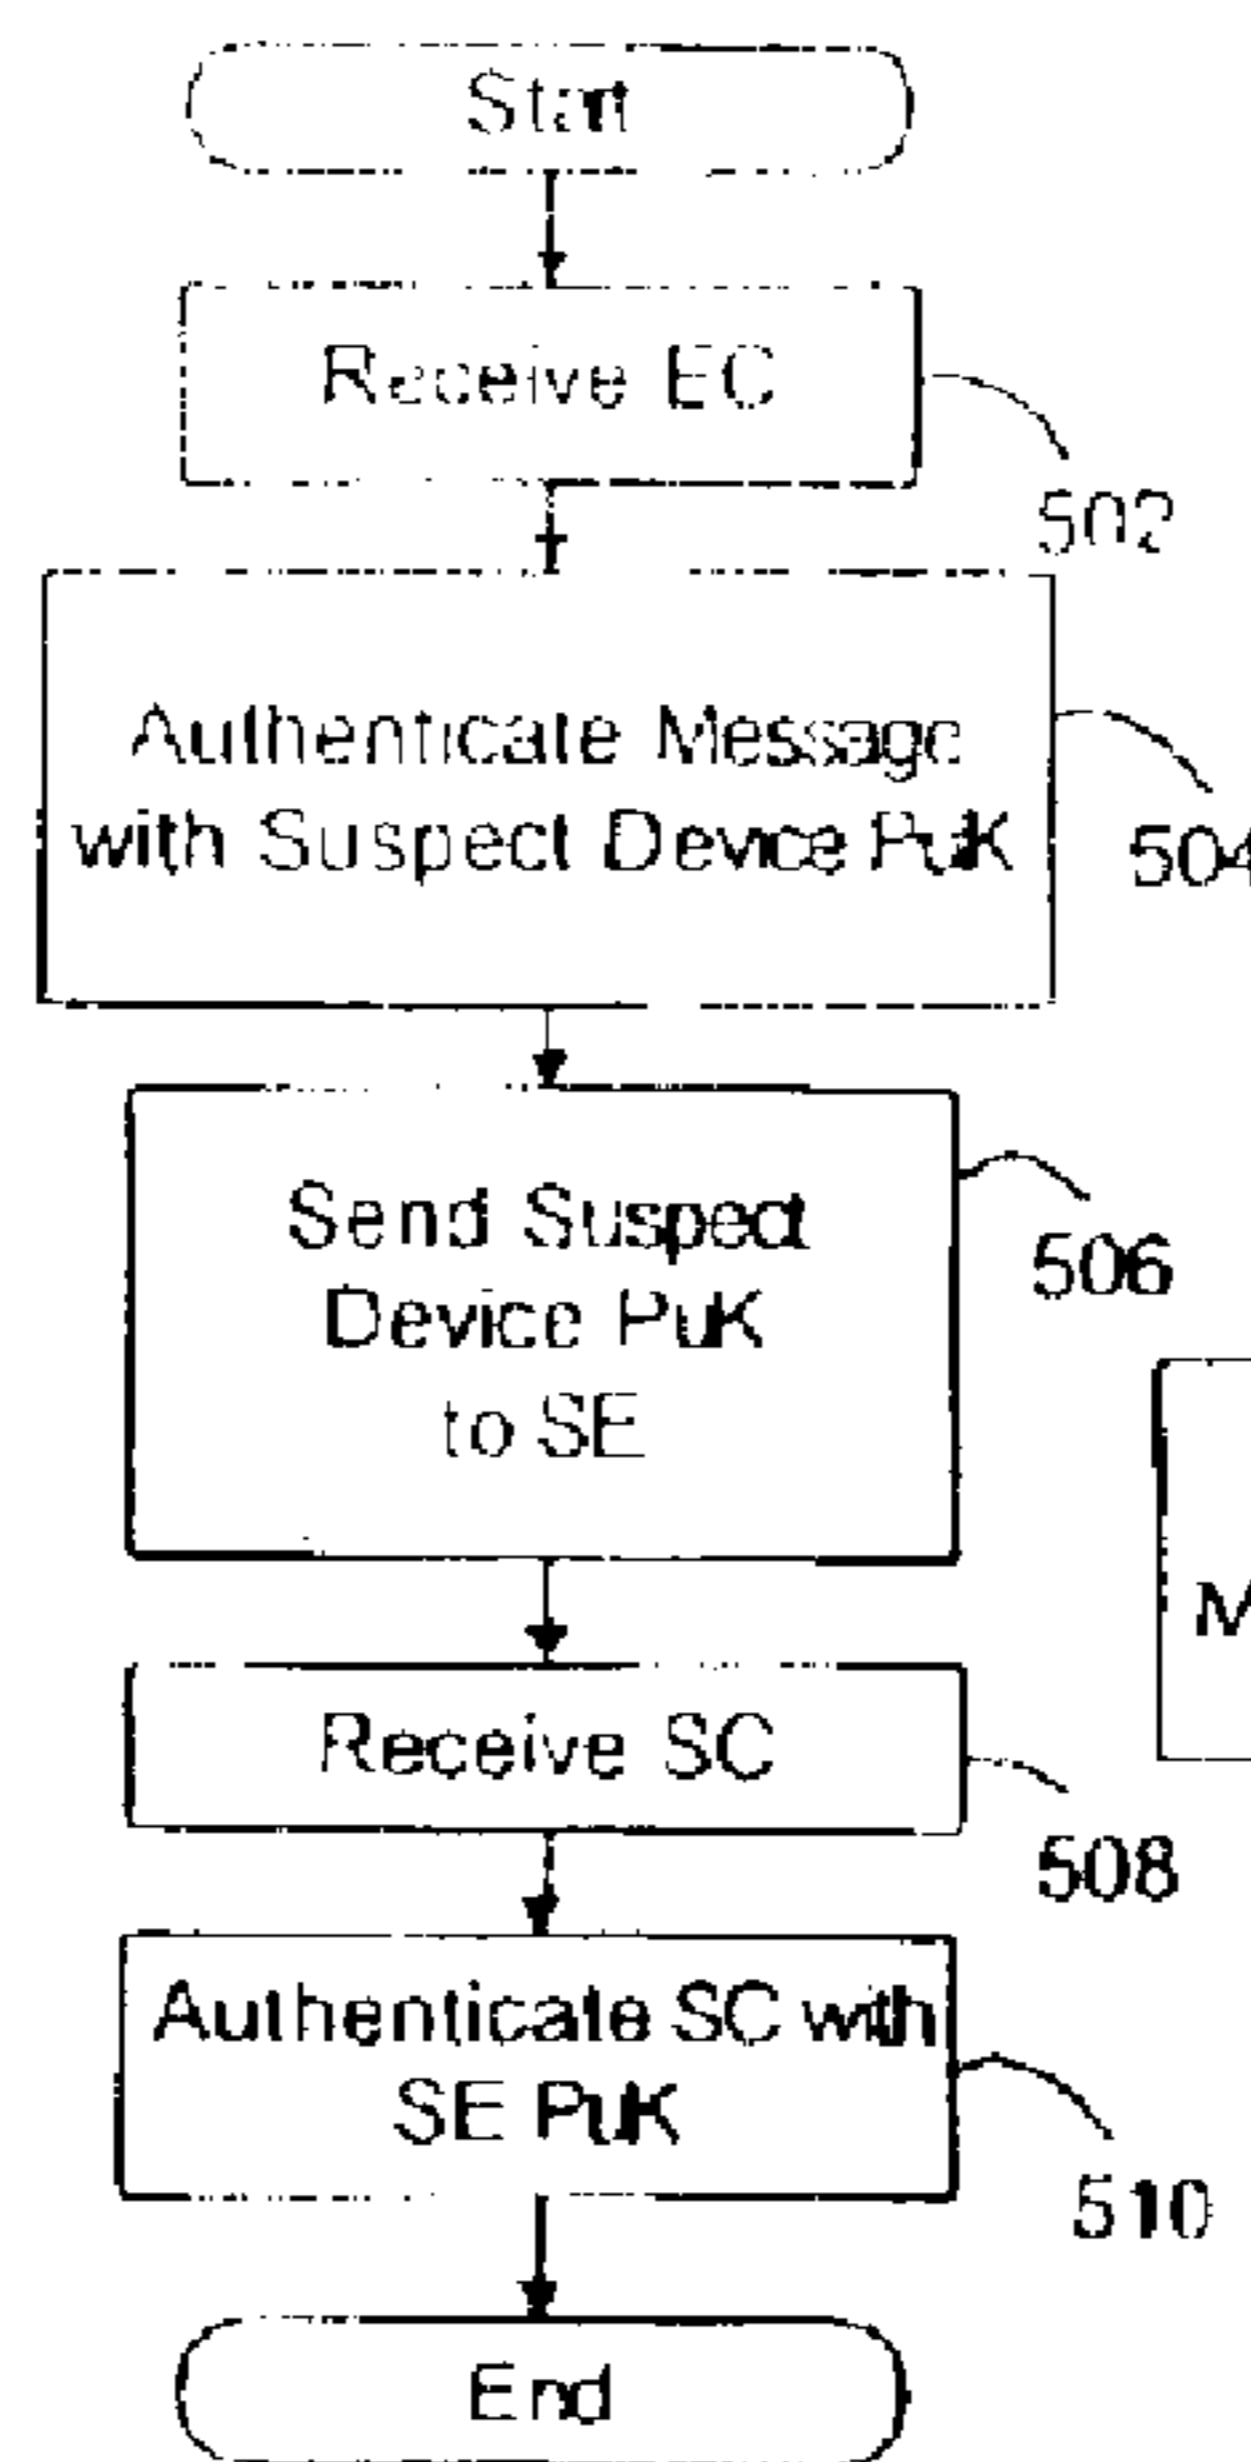 Start
Receive EC
502
Authenticate Message
with Suspect Device PuK
504
Send Suspect
Device PuK
to SE
506
M
Receive SC
508
Authenticate SC with
SE PuK
510
End